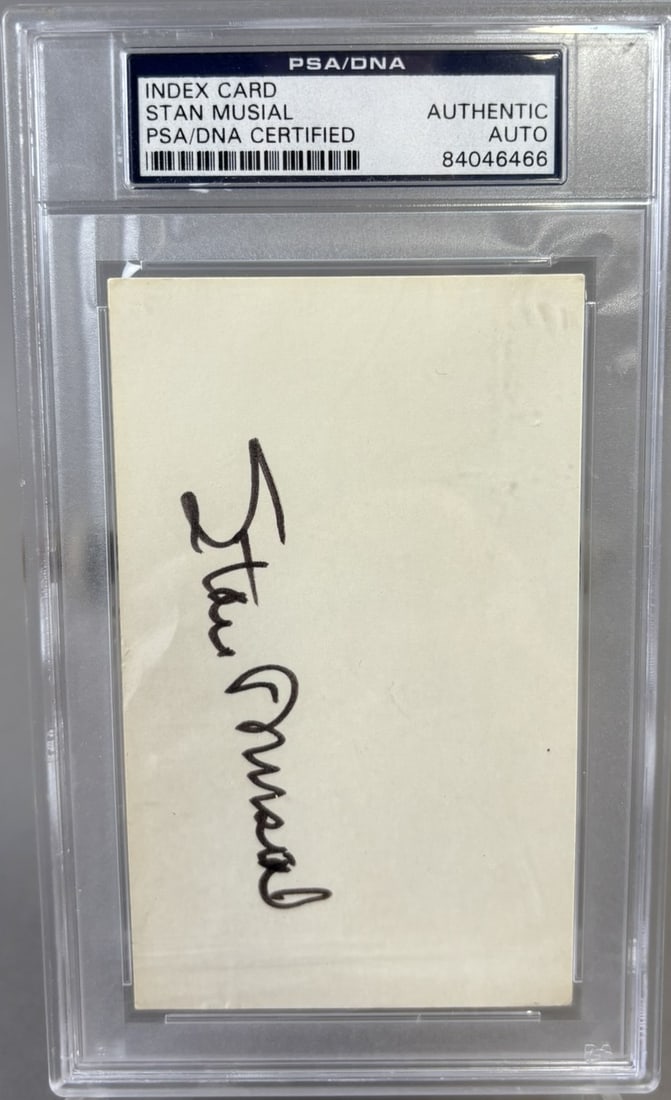 PSA/DNA
INDEX CARD
STAN MUSIAL
PSA/DNA CERTIFIED
AUTHENTIC
AUTO
84046466
Stan Musial